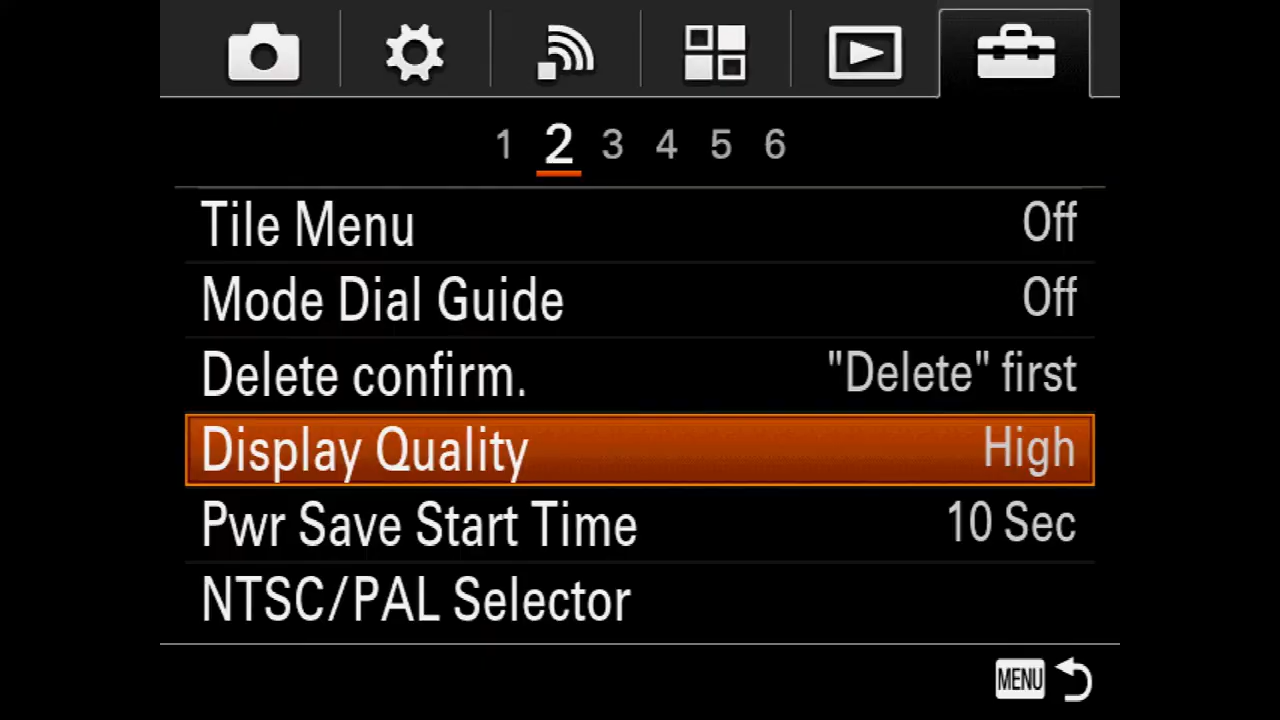 1 2 3 4 5 6
Tile Menu Off
Mode Dial Guide Off
Delete confirm. "Delete" first
Display Quality High
Pwr Save Start Time 10 Sec
NTSC/PAL Selector
MENU